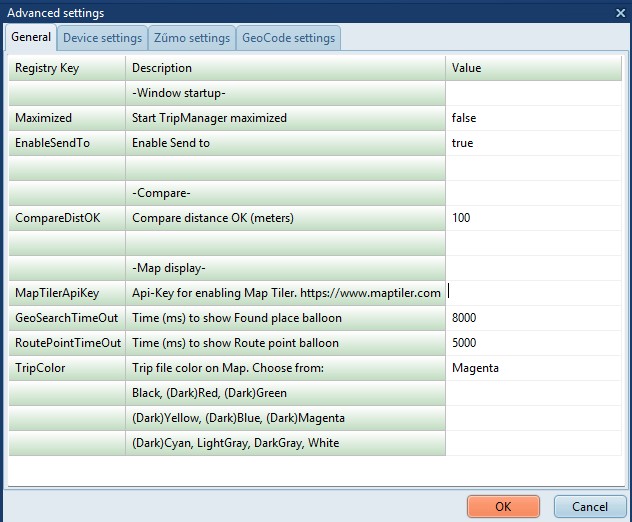 Advanced settings
General Device settings Zūmo settings GeoCode settings
Registry Key Description Value
-Window startup-
Maximized Start TripManager maximized false
EnableSendTo Enable Send to true
-Compare-
CompareDistOK Compare distance OK (meters) 100
-Map display-
MapTilerApiKey Api-Key for enabling Map Tiler. https://www.maptiler.com
GeoSearchTimeOut Time (ms) to show Found place balloon 8000
RoutePointTimeOut Time (ms) to show Route point balloon 5000
TripColor Trip file color on Map. Choose from: Magenta
Black, (Dark)Red, (Dark)Green
(Dark)Yellow, (Dark)Blue, (Dark)Magenta
(Dark)Cyan, LightGray, DarkGray, White
OK Cancel